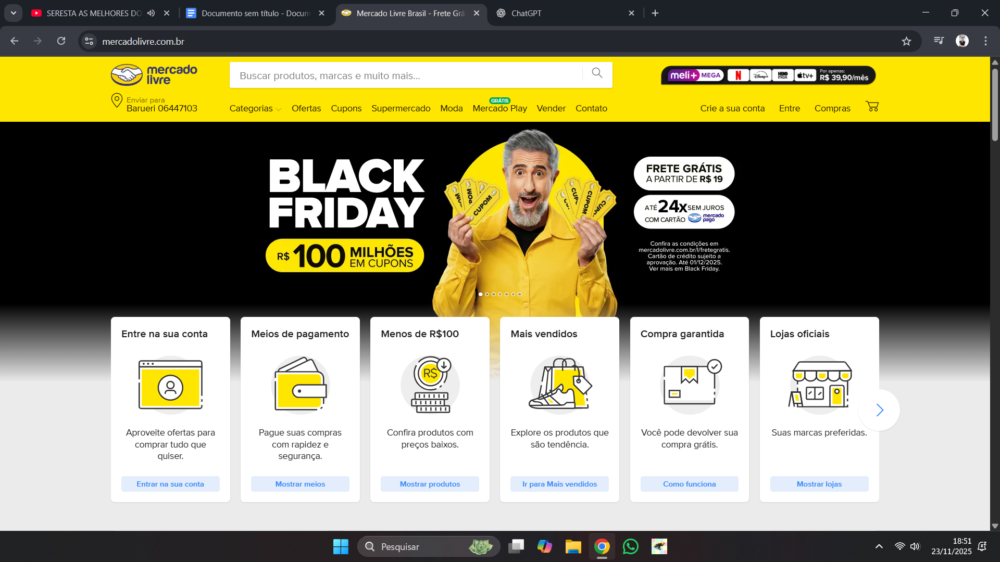 SERESTA AS MELHORES DO
Documento sem título - Docum
Mercado Livre Brasil - Frete Grá
ChatGPT
mercadolivre.com.br
mercado
livre
Buscar produtos, marcas e muito mais...
meli+ MEGA
N
Disney+
HBO
max
tv+
Por apenas:
R$ 39,90/mês
Enviar para
Barueri 06447103
Categorias
Ofertas
Cupons
Supermercado
Moda
GRÁTIS
Mercado Play
Vender
Contato
Crie a sua conta
Entre
Compras
BLACK
FRIDAY
R$ 100 MILHÕES
EM CUPONS
CUPOM
CUPOM
CUPOM
FRETE GRÁTIS
A PARTIR DE R$ 19
ATÉ 24x SEM JUROS
COM CARTÃO mercado
pago
Confira as condições em
mercadolivre.com.br/l/fretegratis.
Cartão de crédito sujeito a
aprovação. Até 01/12/2025.
Ver mais em Black Friday.
Entre na sua conta
Aproveite ofertas para
comprar tudo que
quiser.
Entrar na sua conta
Meios de pagamento
Pague suas compras
com rapidez e
segurança.
Mostrar meios
Menos de R$100
R$
Confira produtos com
preços baixos.
Mostrar produtos
Mais vendidos
Explore os produtos que
são tendência.
Ir para Mais vendidos
Compra garantida
Você pode devolver sua
compra grátis.
Como funciona
Lojas oficiais
Suas marcas preferidas.
Mostrar lojas
Pesquisar
18:51
23/11/2025